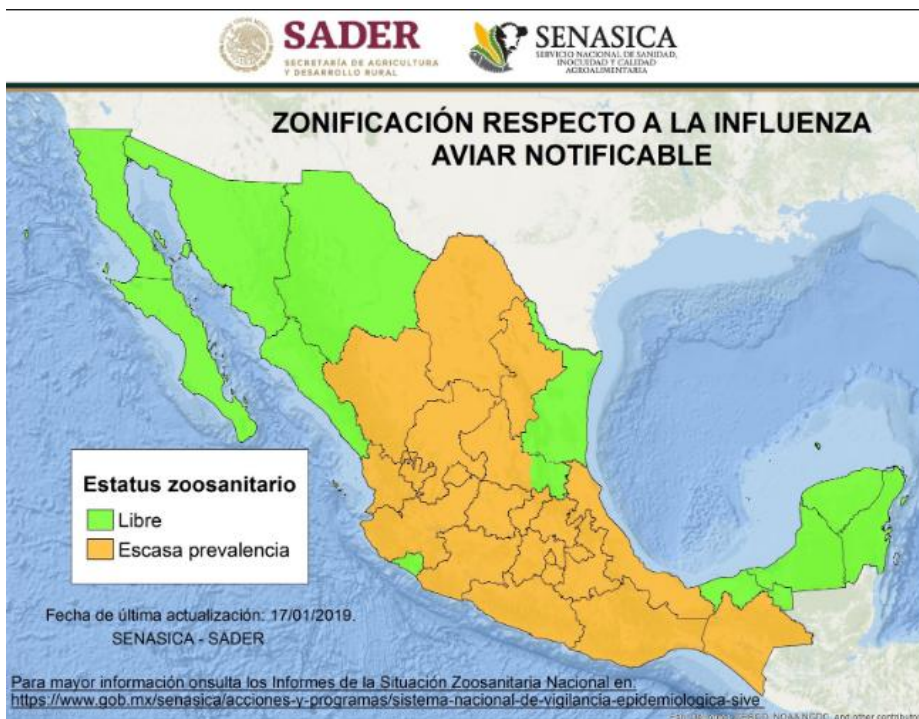 SADER
SECRETARÍA DE AGRICULTURA
Y DESARROLLO RURAL
SENASICA
SERVICIO NACIONAL DE SANIDAD,
INOCUIDAD Y CALIDAD
AGROALIMENTARIA
ZONIFICACIÓN RESPECTO A LA INFLUENZA
AVIAR NOTIFICABLE
Estatus zoosanitario
Libre
Escasa prevalencia
Fecha de última actualización: 17/01/2019.
SENASICA - SADER
Para mayor información onsulta los Informes de la Situación Zoosanitaria Nacional en:
https://www.gob.mx/senasica/acciones-y-programas/sistema-nacional-de-vigilancia-epidemiologica-sive
and other contributors